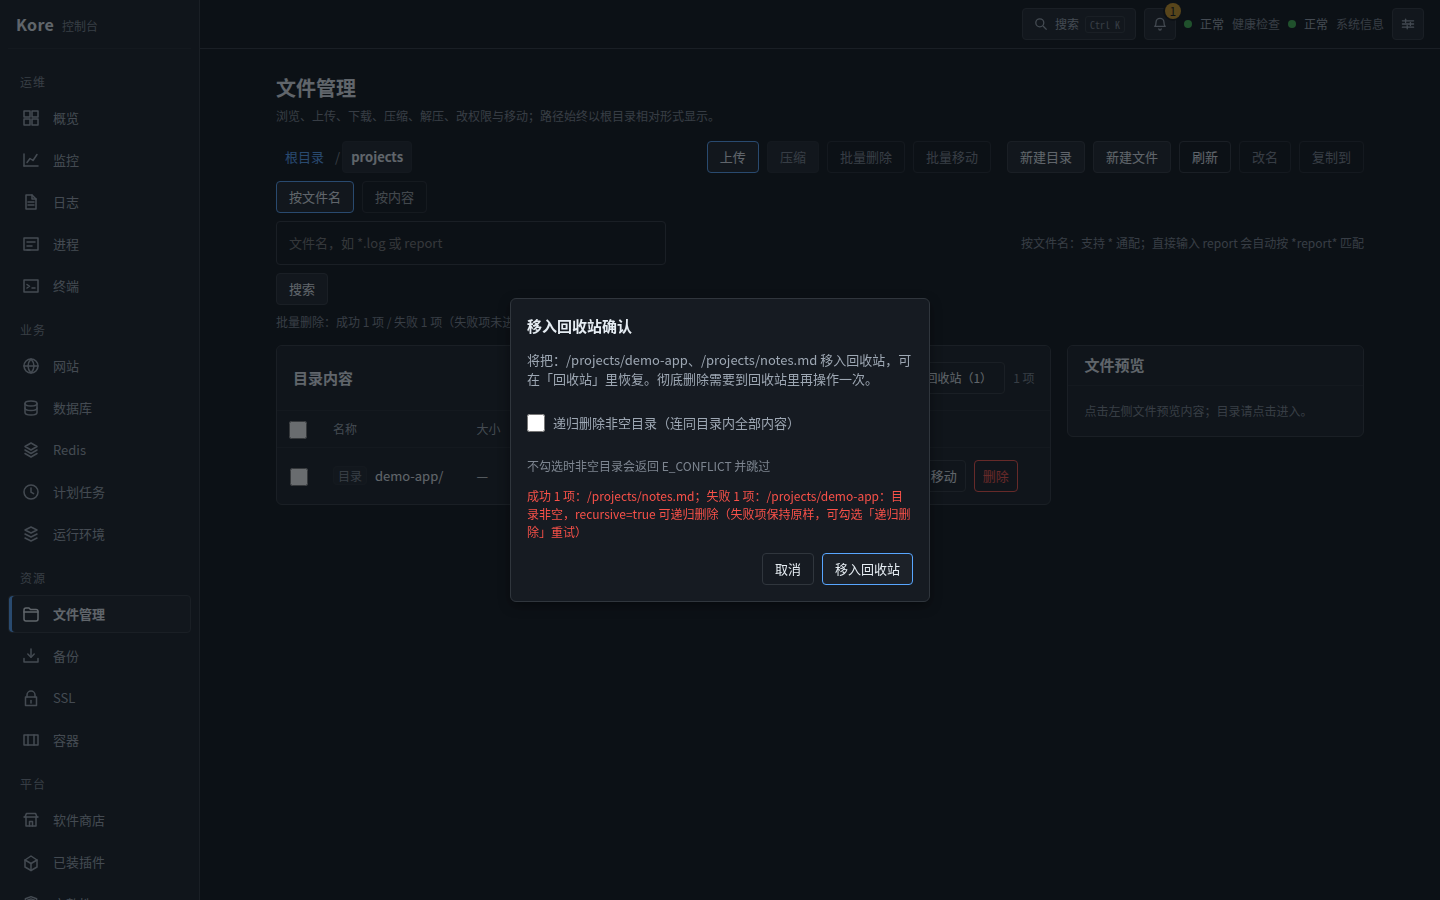 Kore 控制台
搜索 Ctrl K
1
正常 健康检查
正常 系统信息
运维
概览
监控
日志
进程
终端
业务
网站
数据库
Redis
计划任务
运行环境
资源
文件管理
备份
SSL
容器
平台
软件商店
已装插件
文件管理
浏览、上传、下载、压缩、解压、改权限与移动；路径始终以根目录相对形式显示。
根目录 / projects
上传 压缩 批量删除 批量移动 新建目录 新建文件 刷新 改名 复制到
按文件名 按内容
文件名，如 *.log 或 report
按文件名：支持 * 通配；直接输入 report 会自动按 *report* 匹配
搜索
批量删除：成功 1 项 / 失败 1 项（失败项未
目录内容
回收站（1） 1 项
名称 大小
目录 demo-app/ —
移动 删除
文件预览
点击左侧文件预览内容；目录请点击进入。
移入回收站确认
将把：/projects/demo-app、/projects/notes.md 移入回收站，可
在「回收站」里恢复。彻底删除需要到回收站里再操作一次。
递归删除非空目录（连同目录内全部内容）
不勾选时非空目录会返回 E_CONFLICT 并跳过
成功 1 项：/projects/notes.md；失败 1 项：/projects/demo-app：目
录非空，recursive=true 可递归删除（失败项保持原样，可勾选「递归删
除」重试）
取消 移入回收站